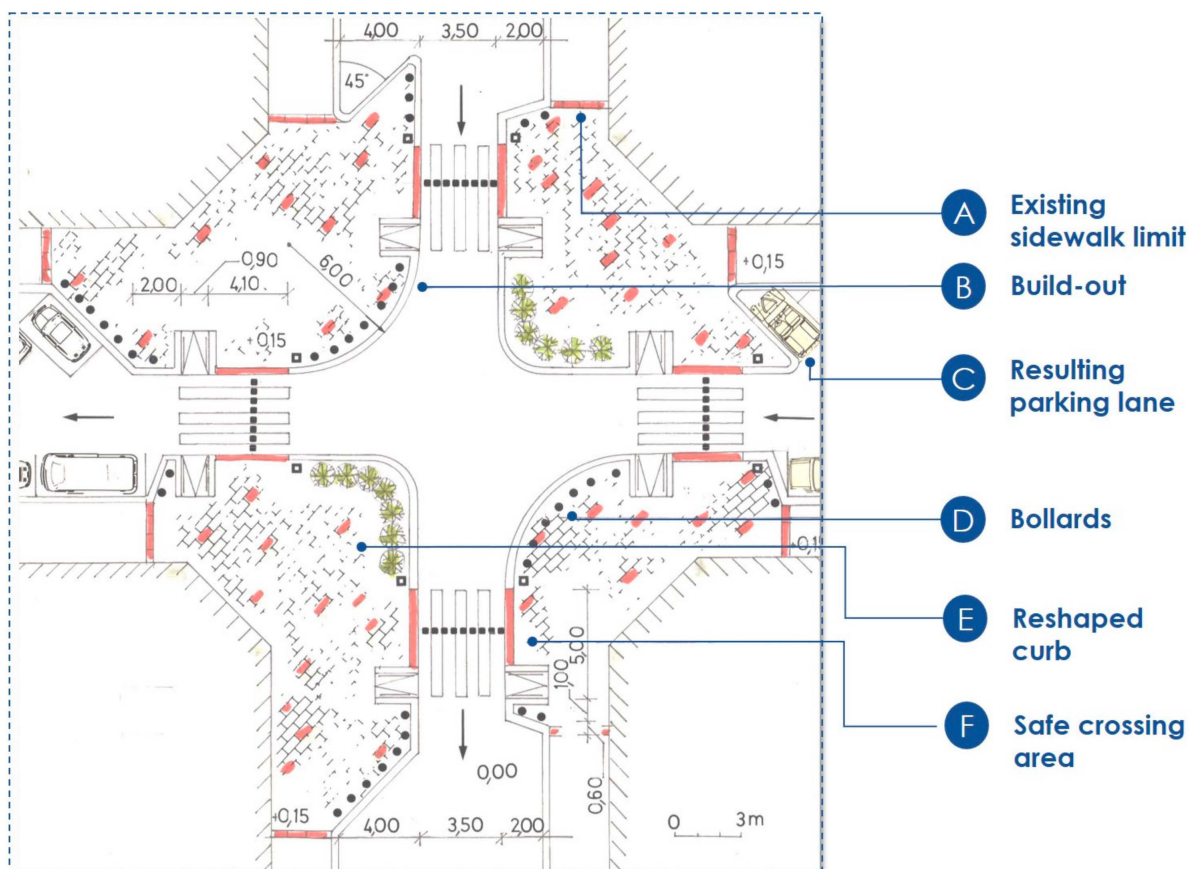 4,00 3,50 2,00
45°
A Existing
sidewalk limit
+0,15
0,90
6,00
2,00 4,10
B Build-out
+0,15
C Resulting
parking lane
D Bollards
E Reshaped
curb
5,00
1,00
F Safe crossing
area
0,00
0,60
+0,15
4,00 3,50 2,00
0 3m